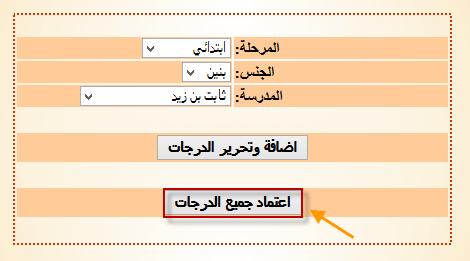 المرحلة: ابتدائي
الجنس: بنين
المدرسة: ثابت بن زيد
اضافة وتحرير الدرجات
اعتماد جميع الدرجات